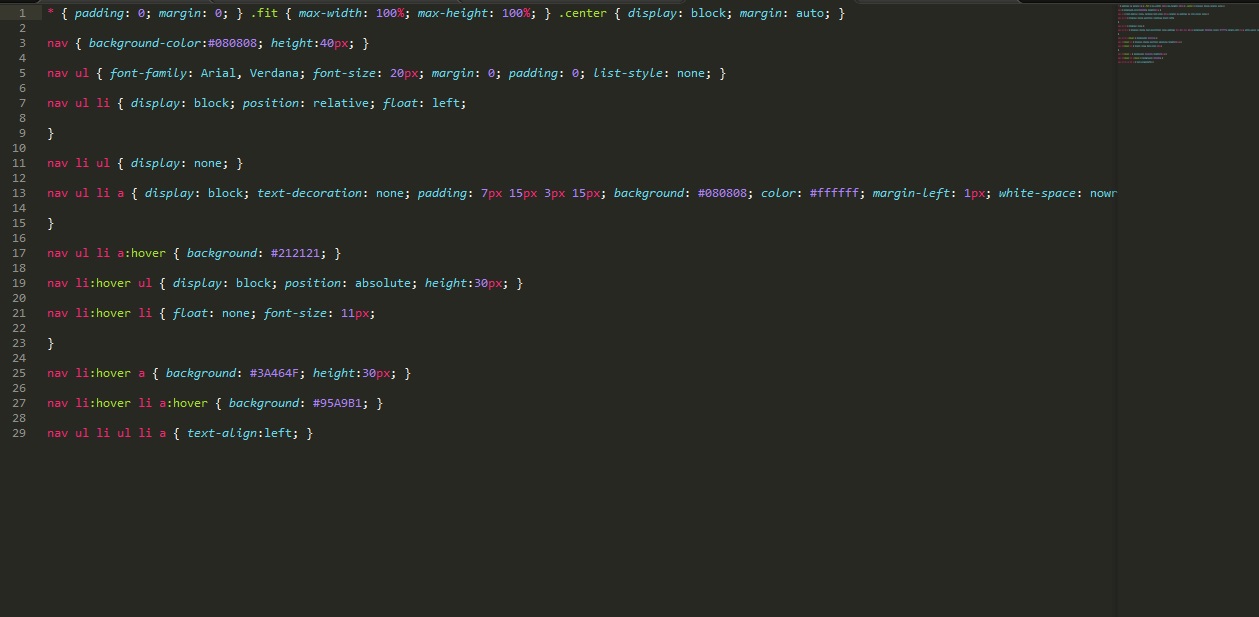 1 * { padding: 0; margin: 0; } .fit { max-width: 100%; max-height: 100%; } .center { display: block; margin: auto; }
2
3 nav { background-color:#080808; height:40px; }
4
5 nav ul { font-family: Arial, Verdana; font-size: 20px; margin: 0; padding: 0; list-style: none; }
6
7 nav ul li { display: block; position: relative; float: left;
8
9 }
10
11 nav li ul { display: none; }
12
13 nav ul li a { display: block; text-decoration: none; padding: 7px 15px 3px 15px; background: #080808; color: #ffffff; margin-left: 1px; white-space: nowr
14
15 }
16
17 nav ul li a:hover { background: #212121; }
18
19 nav li:hover ul { display: block; position: absolute; height:30px; }
20
21 nav li:hover li { float: none; font-size: 11px;
22
23 }
24
25 nav li:hover a { background: #3A464F; height:30px; }
26
27 nav li:hover li a:hover { background: #95A9B1; }
28
29 nav ul li ul li a { text-align:left; }